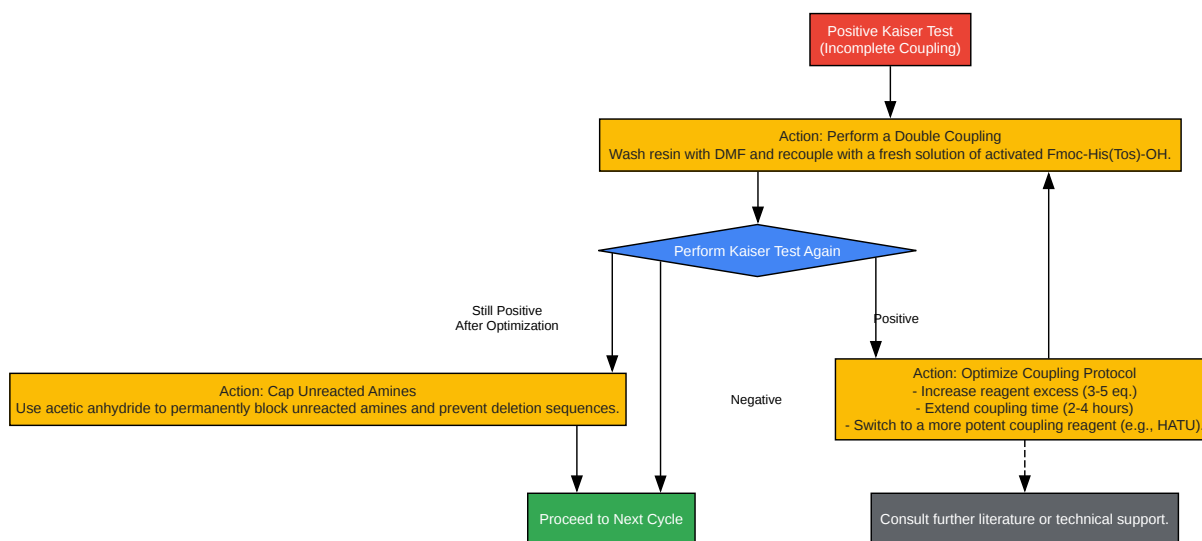 Positive Kaiser Test
(Incomplete Coupling)
Action: Perform a Double Coupling
Wash resin with DMF and recouple with a fresh solution of activated Fmoc-His(Tos)-OH.
Perform Kaiser Test Again
Still Positive
After Optimization
Positive
Action: Cap Unreacted Amines
Use acetic anhydride to permanently block unreacted amines and prevent deletion sequences.
Negative
Action: Optimize Coupling Protocol
- Increase reagent excess (3-5 eq.)
- Extend coupling time (2-4 hours)
- Switch to a more potent coupling reagent (e.g., HATU).
Proceed to Next Cycle
Consult further literature or technical support.